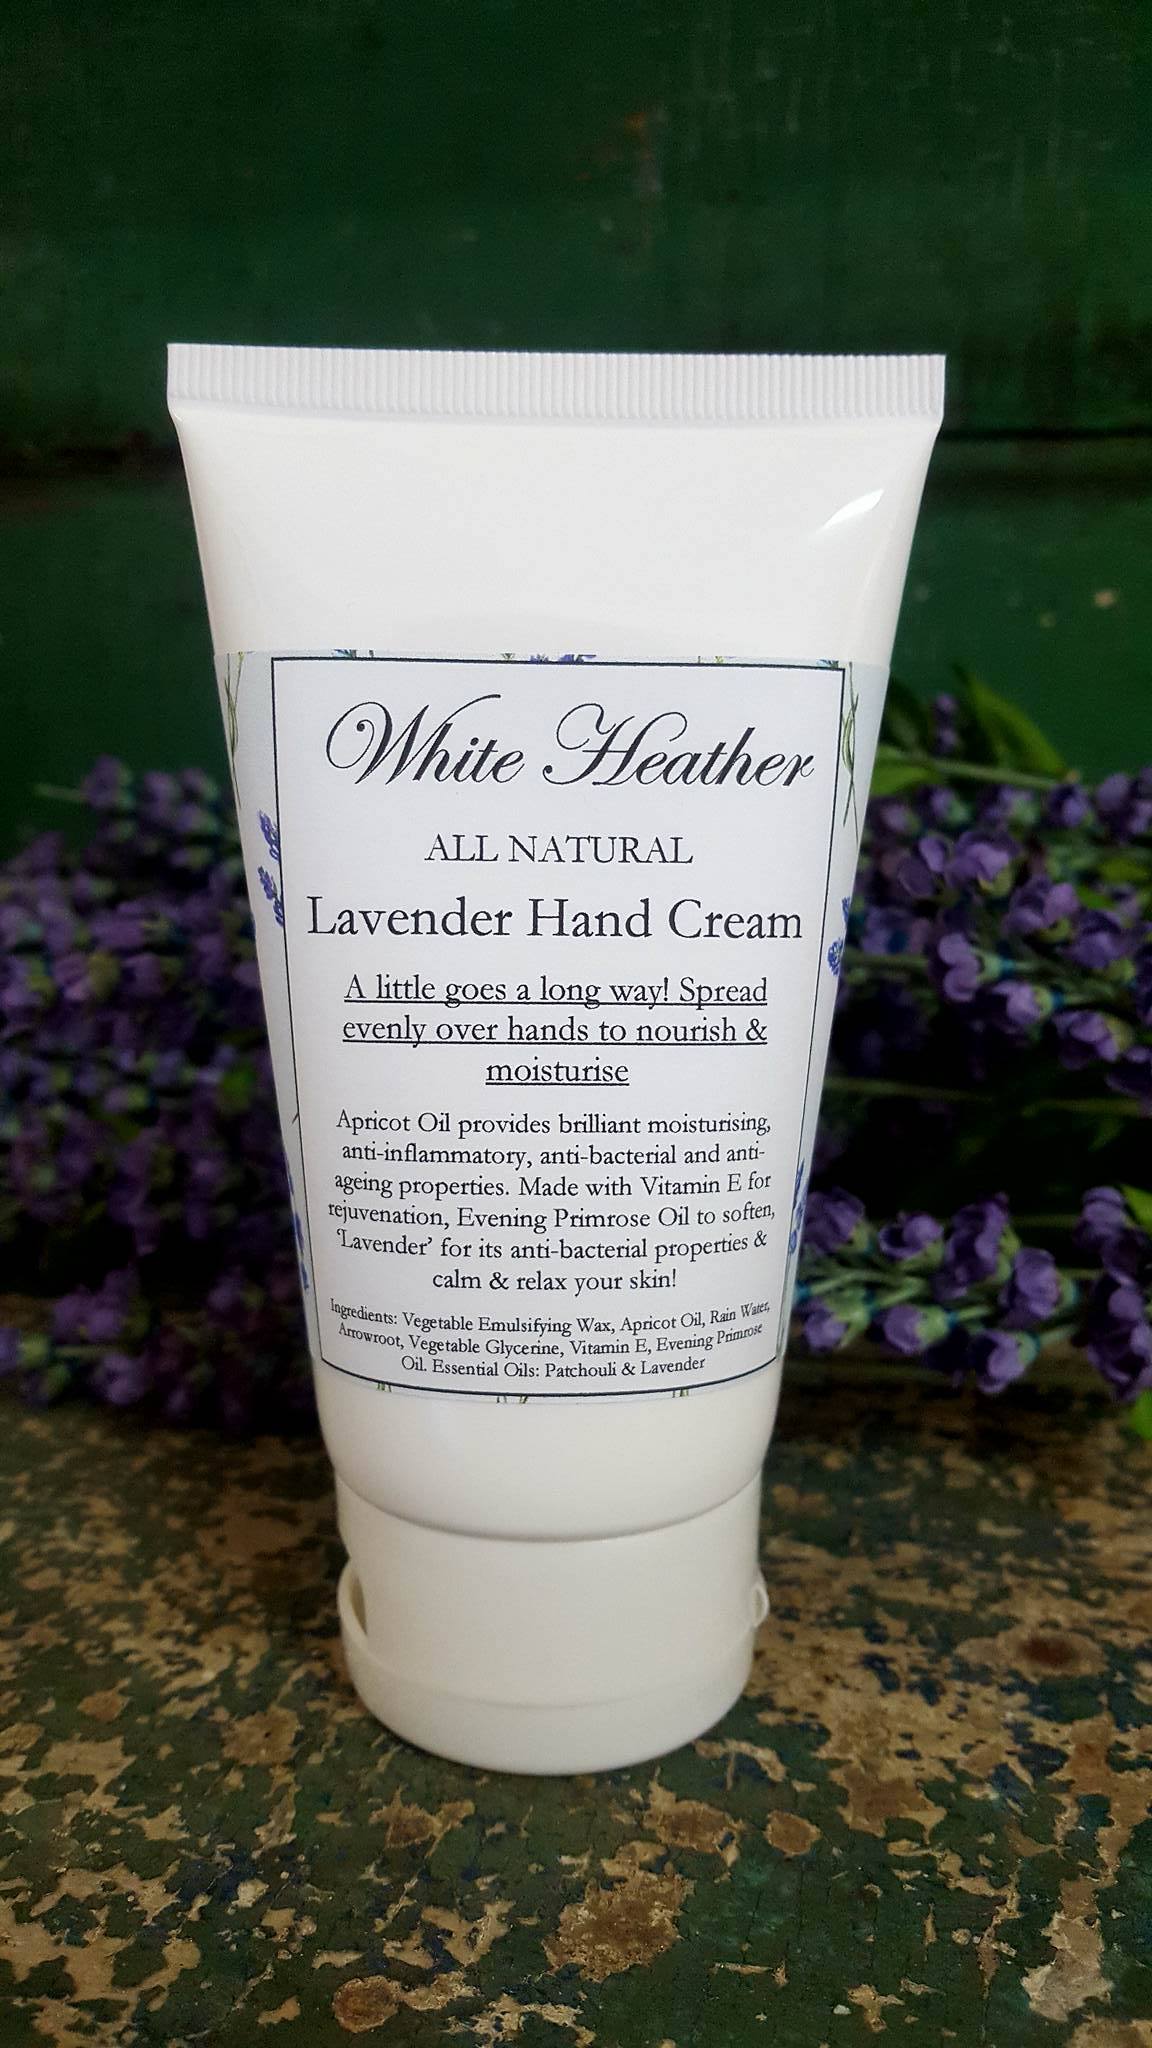 White Heather
ALL NATURAL
Lavender Hand Cream
A little goes a long way! Spread
evenly over hands to nourish &
moisturise
Apricot Oil provides brilliant moisturising,
anti-inflammatory, anti-bacterial and anti-
ageing properties. Made with Vitamin E for
rejuvenation, Evening Primrose Oil to soften,
‘Lavender’ for its anti-bacterial properties &
calm & relax your skin!
Ingredients: Vegetable Emulsifying Wax, Apricot Oil, Rain Water,
Arrowroot, Vegetable Glycerine, Vitamin E, Evening Primrose
Oil. Essential Oils: Patchouli & Lavender